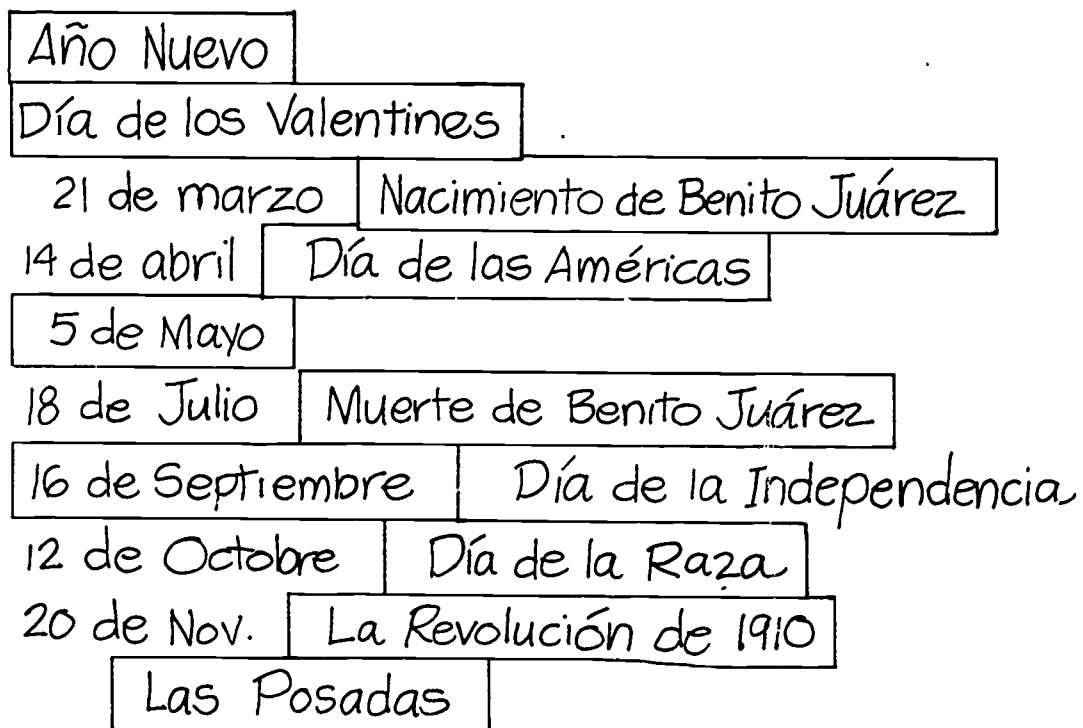 Año Nuevo
Día de los Valentines
21 de marzo Nacimiento de Benito Juárez
14 de abril Día de las Américas
5 de Mayo
18 de Julio Muerte de Benito Juárez
16 de Septiembre Día de la Independencia
12 de Octobre Día de la Raza
20 de Nov. La Revolución de 1910
Las Posadas